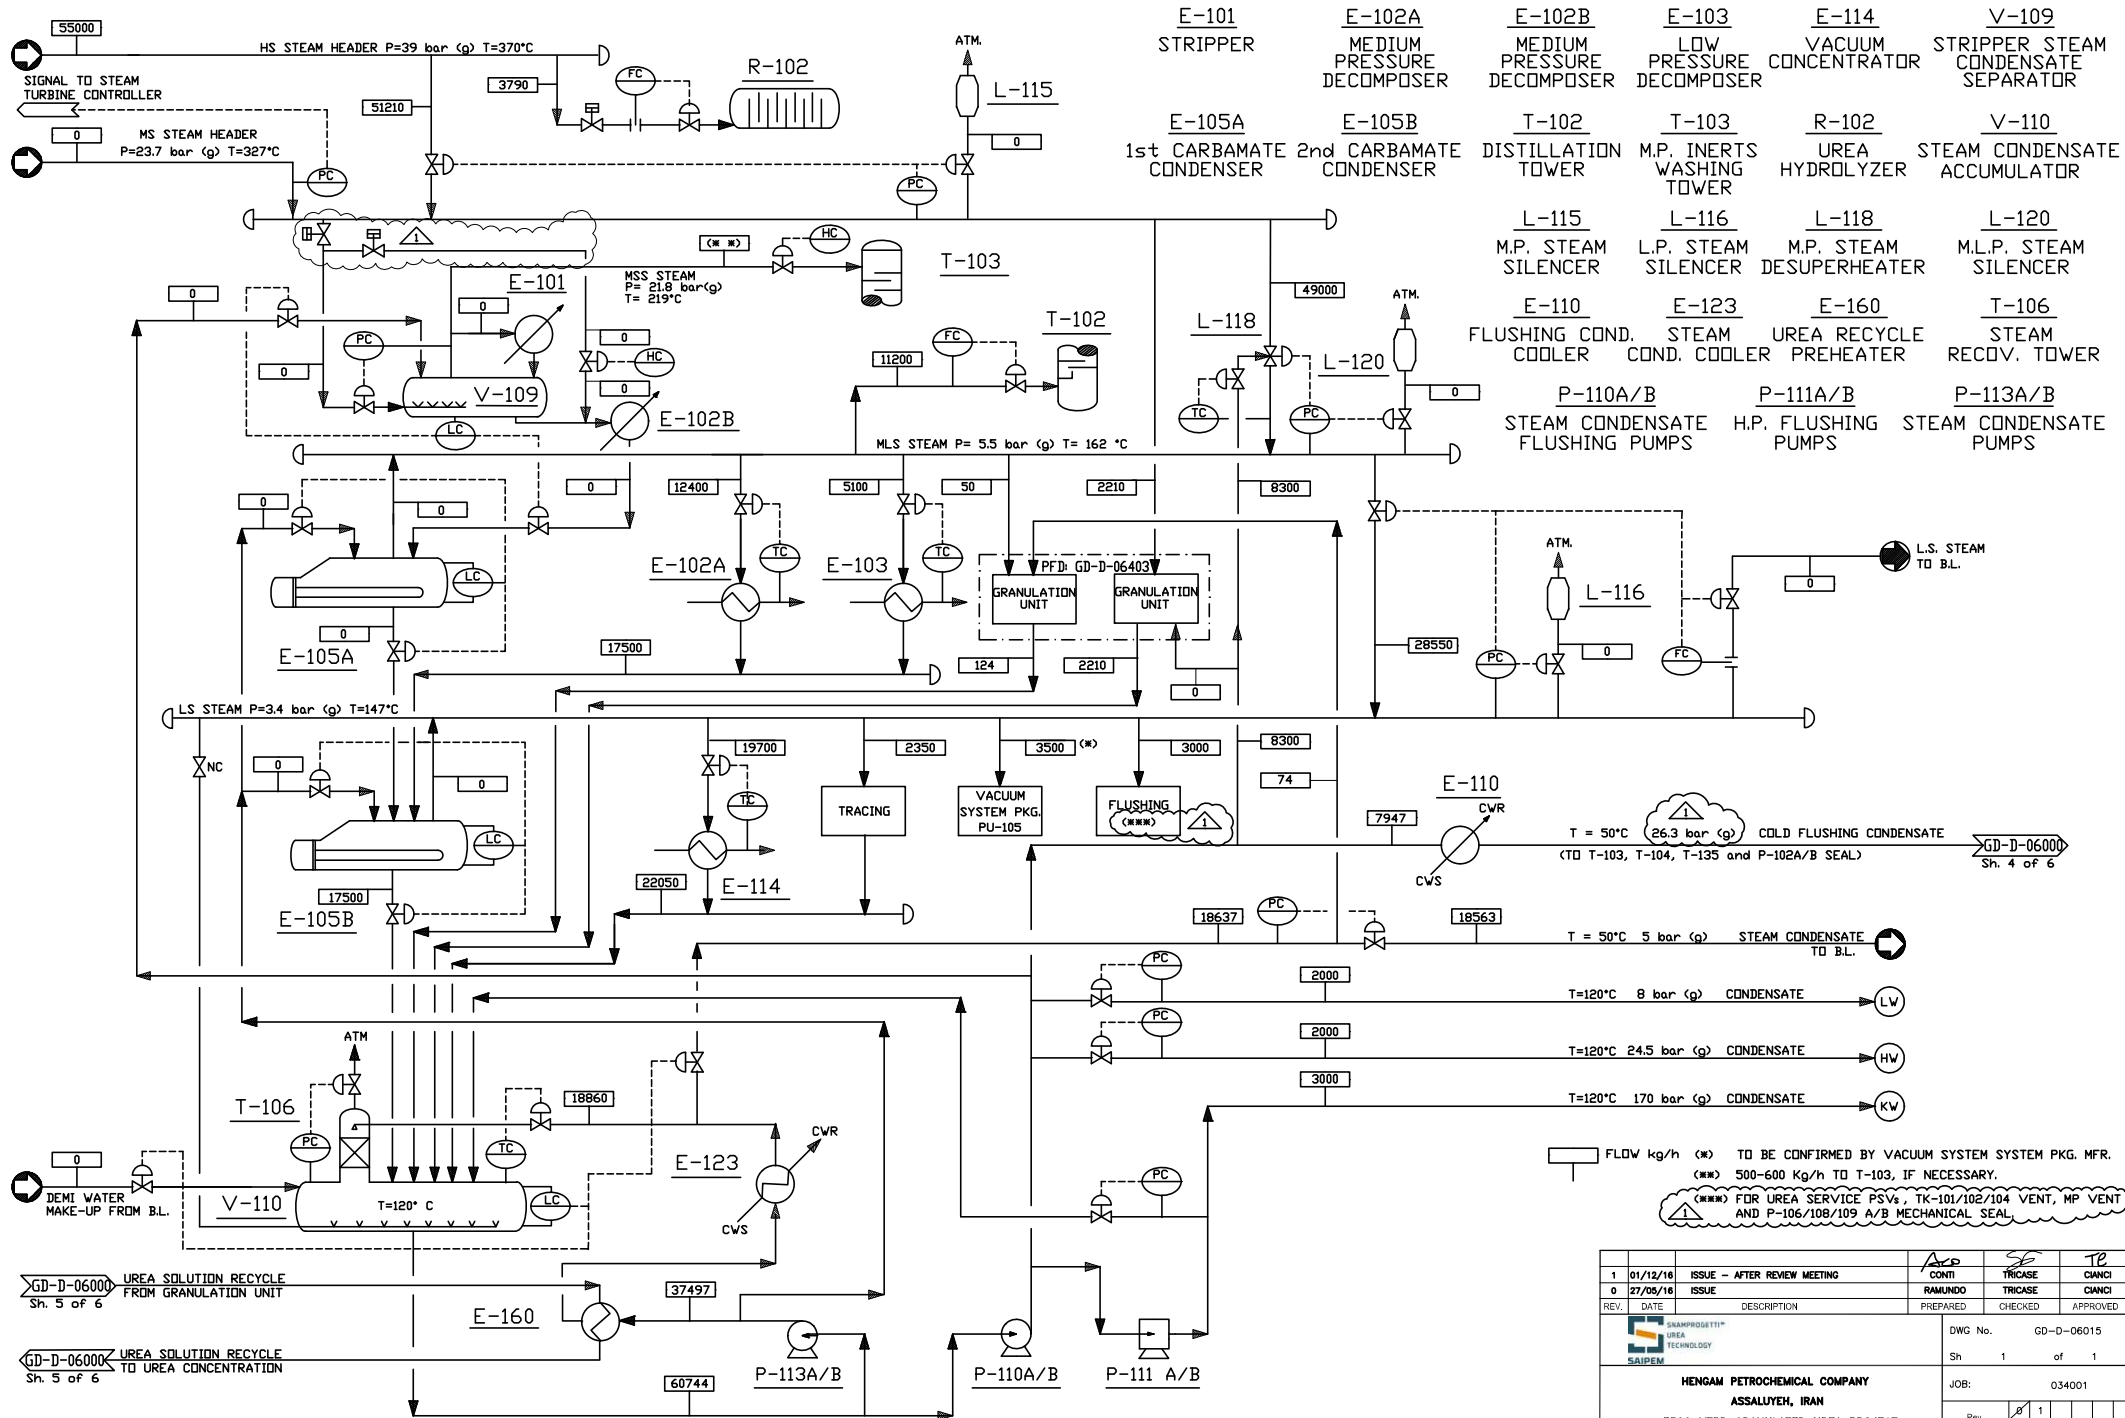 E-101
STRIPPER
E-102A
MEDIUM
PRESSURE
DECOMPOSER
E-102B
MEDIUM
PRESSURE
DECOMPOSER
E-103
LOW
PRESSURE
DECOMPOSER
E-114
VACUUM
CONCENTRATOR
V-109
STRIPPER STEAM
CONDENSATE
SEPARATOR
E-105A
1st CARBAMATE
CONDENSER
E-105B
2nd CARBAMATE
CONDENSER
T-102
DISTILLATION
TOWER
T-103
M.P. INERTS
WASHING
TOWER
R-102
UREA
HYDROLYZER
V-110
STEAM CONDENSATE
ACCUMULATOR
L-115
M.P. STEAM
SILENCER
L-116
L.P. STEAM
SILENCER
L-118
M.P. STEAM
DESUPERHEATER
L-120
M.L.P. STEAM
SILENCER
E-110
FLUSHING COND.
COOLER
E-123
STEAM
COND. COOLER
E-160
UREA RECYCLE
PREHEATER
T-106
STEAM
RECOV. TOWER
P-110A/B
STEAM CONDENSATE
FLUSHING PUMPS
P-111A/B
H.P. FLUSHING
PUMPS
P-113A/B
STEAM CONDENSATE
PUMPS
55000
HS STEAM HEADER P=39 bar (g) T=370°C
SIGNAL TO STEAM
TURBINE CONTROLLER
0
MS STEAM HEADER
P=23.7 bar (g) T=327°C
PC
51210
3790
FC
R-102
ATM.
L-115
0
PC
1
(* *)
HC
T-103
MSS STEAM
P= 21.8 bar(g)
T= 219°C
E-101
0
0
PC
0
0
HC
0
V-109
LC
E-102B
11200
FC
T-102
L-118
49000
ATM.
L-120
0
TC
PC
MLS STEAM P= 5.5 bar (g) T= 162 °C
0
0
0
12400
5100
50
2210
8300
E-102A
TC
E-103
TC
PFD: GD-D-06403
GRANULATION
UNIT
GRANULATION
UNIT
LC
0
E-105A
17500
124
2210
0
28550
ATM.
L-116
PC
0
FC
0
L.S. STEAM
TO B.L.
LS STEAM P=3.4 bar (g) T=147°C
NC
0
0
19700
2350
3500 (*)
3000
8300
74
TC
TRACING
VACUUM
SYSTEM PKG.
PU-105
FLUSHING
(***)
1
E-110
7947
CWR
CWS
1
T = 50°C 26.3 bar (g) COLD FLUSHING CONDENSATE
(TO T-103, T-104, T-135 and P-102A/B SEAL)
GD-D-06000
Sh. 4 of 6
LC
17500
E-105B
22050
E-114
18637
PC
18563
T = 50°C 5 bar (g) STEAM CONDENSATE
TO B.L.
PC
2000
T=120°C 8 bar (g) CONDENSATE
LW
PC
2000
T=120°C 24.5 bar (g) CONDENSATE
HW
3000
T=120°C 170 bar (g) CONDENSATE
KW
ATM
T-106
PC
TC
18860
E-123
CWR
CWS
0
DEMI WATER
MAKE-UP FROM B.L.
V-110
T=120° C
LC
PC
FLOW kg/h (*) TO BE CONFIRMED BY VACUUM SYSTEM SYSTEM PKG. MFR.
(**) 500-600 Kg/h TO T-103, IF NECESSARY.
(***) FOR UREA SERVICE PSVs, TK-101/102/104 VENT, MP VENT
1
AND P-106/108/109 A/B MECHANICAL SEAL
GD-D-06000
Sh. 5 of 6
UREA SOLUTION RECYCLE
FROM GRANULATION UNIT
E-160
37497
GD-D-06000
Sh. 5 of 6
UREA SOLUTION RECYCLE
TO UREA CONCENTRATION
P-113A/B
P-110A/B
P-111 A/B
60744
1 01/12/16 ISSUE - AFTER REVIEW MEETING CONTI TRICASE CIANCI
0 27/05/16 ISSUE RAMUNDO TRICASE CIANCI
REV. DATE DESCRIPTION PREPARED CHECKED APPROVED
SNAMPROGETTI™
UREA
TECHNOLOGY
SAIPEM
DWG No. GD-D-06015
Sh 1 of 1
HENGAM PETROCHEMICAL COMPANY
ASSALUYEH, IRAN
JOB: 034001
Rev. 0 1